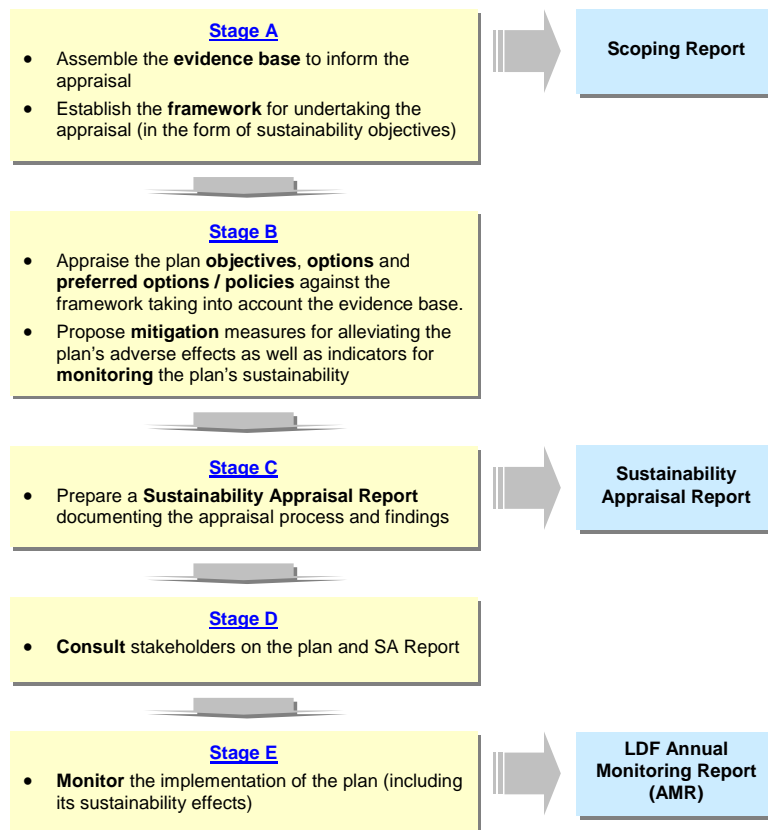 Stage A
• Assemble the evidence base to inform the
appraisal
• Establish the framework for undertaking the
appraisal (in the form of sustainability objectives)
Scoping Report
Stage B
• Appraise the plan objectives, options and
preferred options / policies against the
framework taking into account the evidence base.
• Propose mitigation measures for alleviating the
plan's adverse effects as well as indicators for
monitoring the plan's sustainability
Stage C
• Prepare a Sustainability Appraisal Report
documenting the appraisal process and findings
Sustainability
Appraisal Report
Stage D
• Consult stakeholders on the plan and SA Report
Stage E
• Monitor the implementation of the plan (including
its sustainability effects)
LDF Annual
Monitoring Report
(AMR)